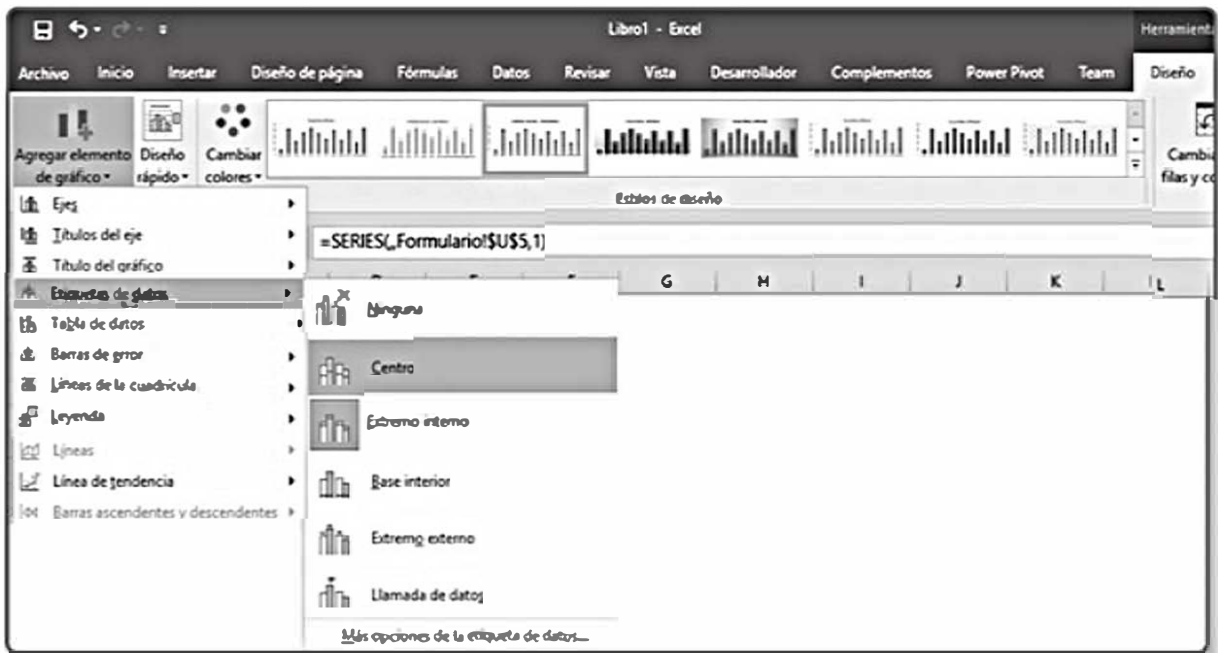 Libro1 - Excel
Herramient
Archivo Inicio Insertar Diseño de página Fórmulas Datos Revisar Vista Desarrollador Complementos Power Pivot Team Diseño
Agregar elemento de gráfico
Diseño rápido
Cambiar colores
Cambi
filas y co
Estilos de diseño
Ejes
Títulos del eje
Título del gráfico
Etiquetas de datos
Tabla de datos
Barras de error
Líneas de la cuadrícula
Leyenda
Líneas
Línea de tendencia
Barras ascendentes y descendentes
=SERIES(,,Formulario!$U$5,1)
G H I J K L
Ninguna
Centro
Extremo interno
Base interior
Extremo externo
Llamada de datos
Más opciones de la etiqueta de datos...